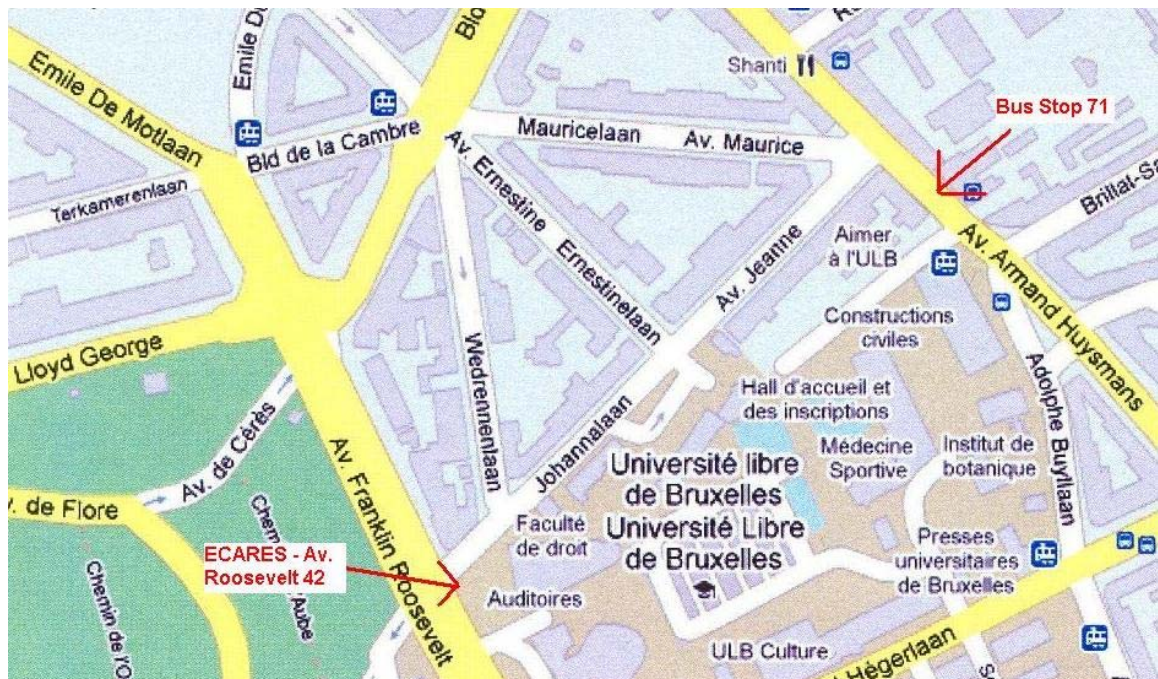 Emile De Motlaan
Emile De
Bld
Bld de la Cambre
Terkamerenlaan
Shanti
Bus Stop 71
Mauricelaan
Av. Maurice
Av. Ernestine
Ernestinelaan
Av. Jeanne
Aimer
à l'ULB
Brillat-Sa
Av. Armand Huysmans
Constructions
civiles
Lloyd George
Wedrennenlaan
Johannalaan
Hall d'accueil et
des inscriptions
Médecine
Sportive
Institut de
botanique
Adolphe Buyllaan
Av. de Cérès
Av. Franklin Roosevelt
Université libre
de Bruxelles
Université Libre
de Bruxelles
. de Flore
Faculté
de droit
ECARES - Av.
Roosevelt 42
Auditoires
Presses
universitaires
de Bruxelles
Chemin de l'O
ULB Culture
Hégerlaan